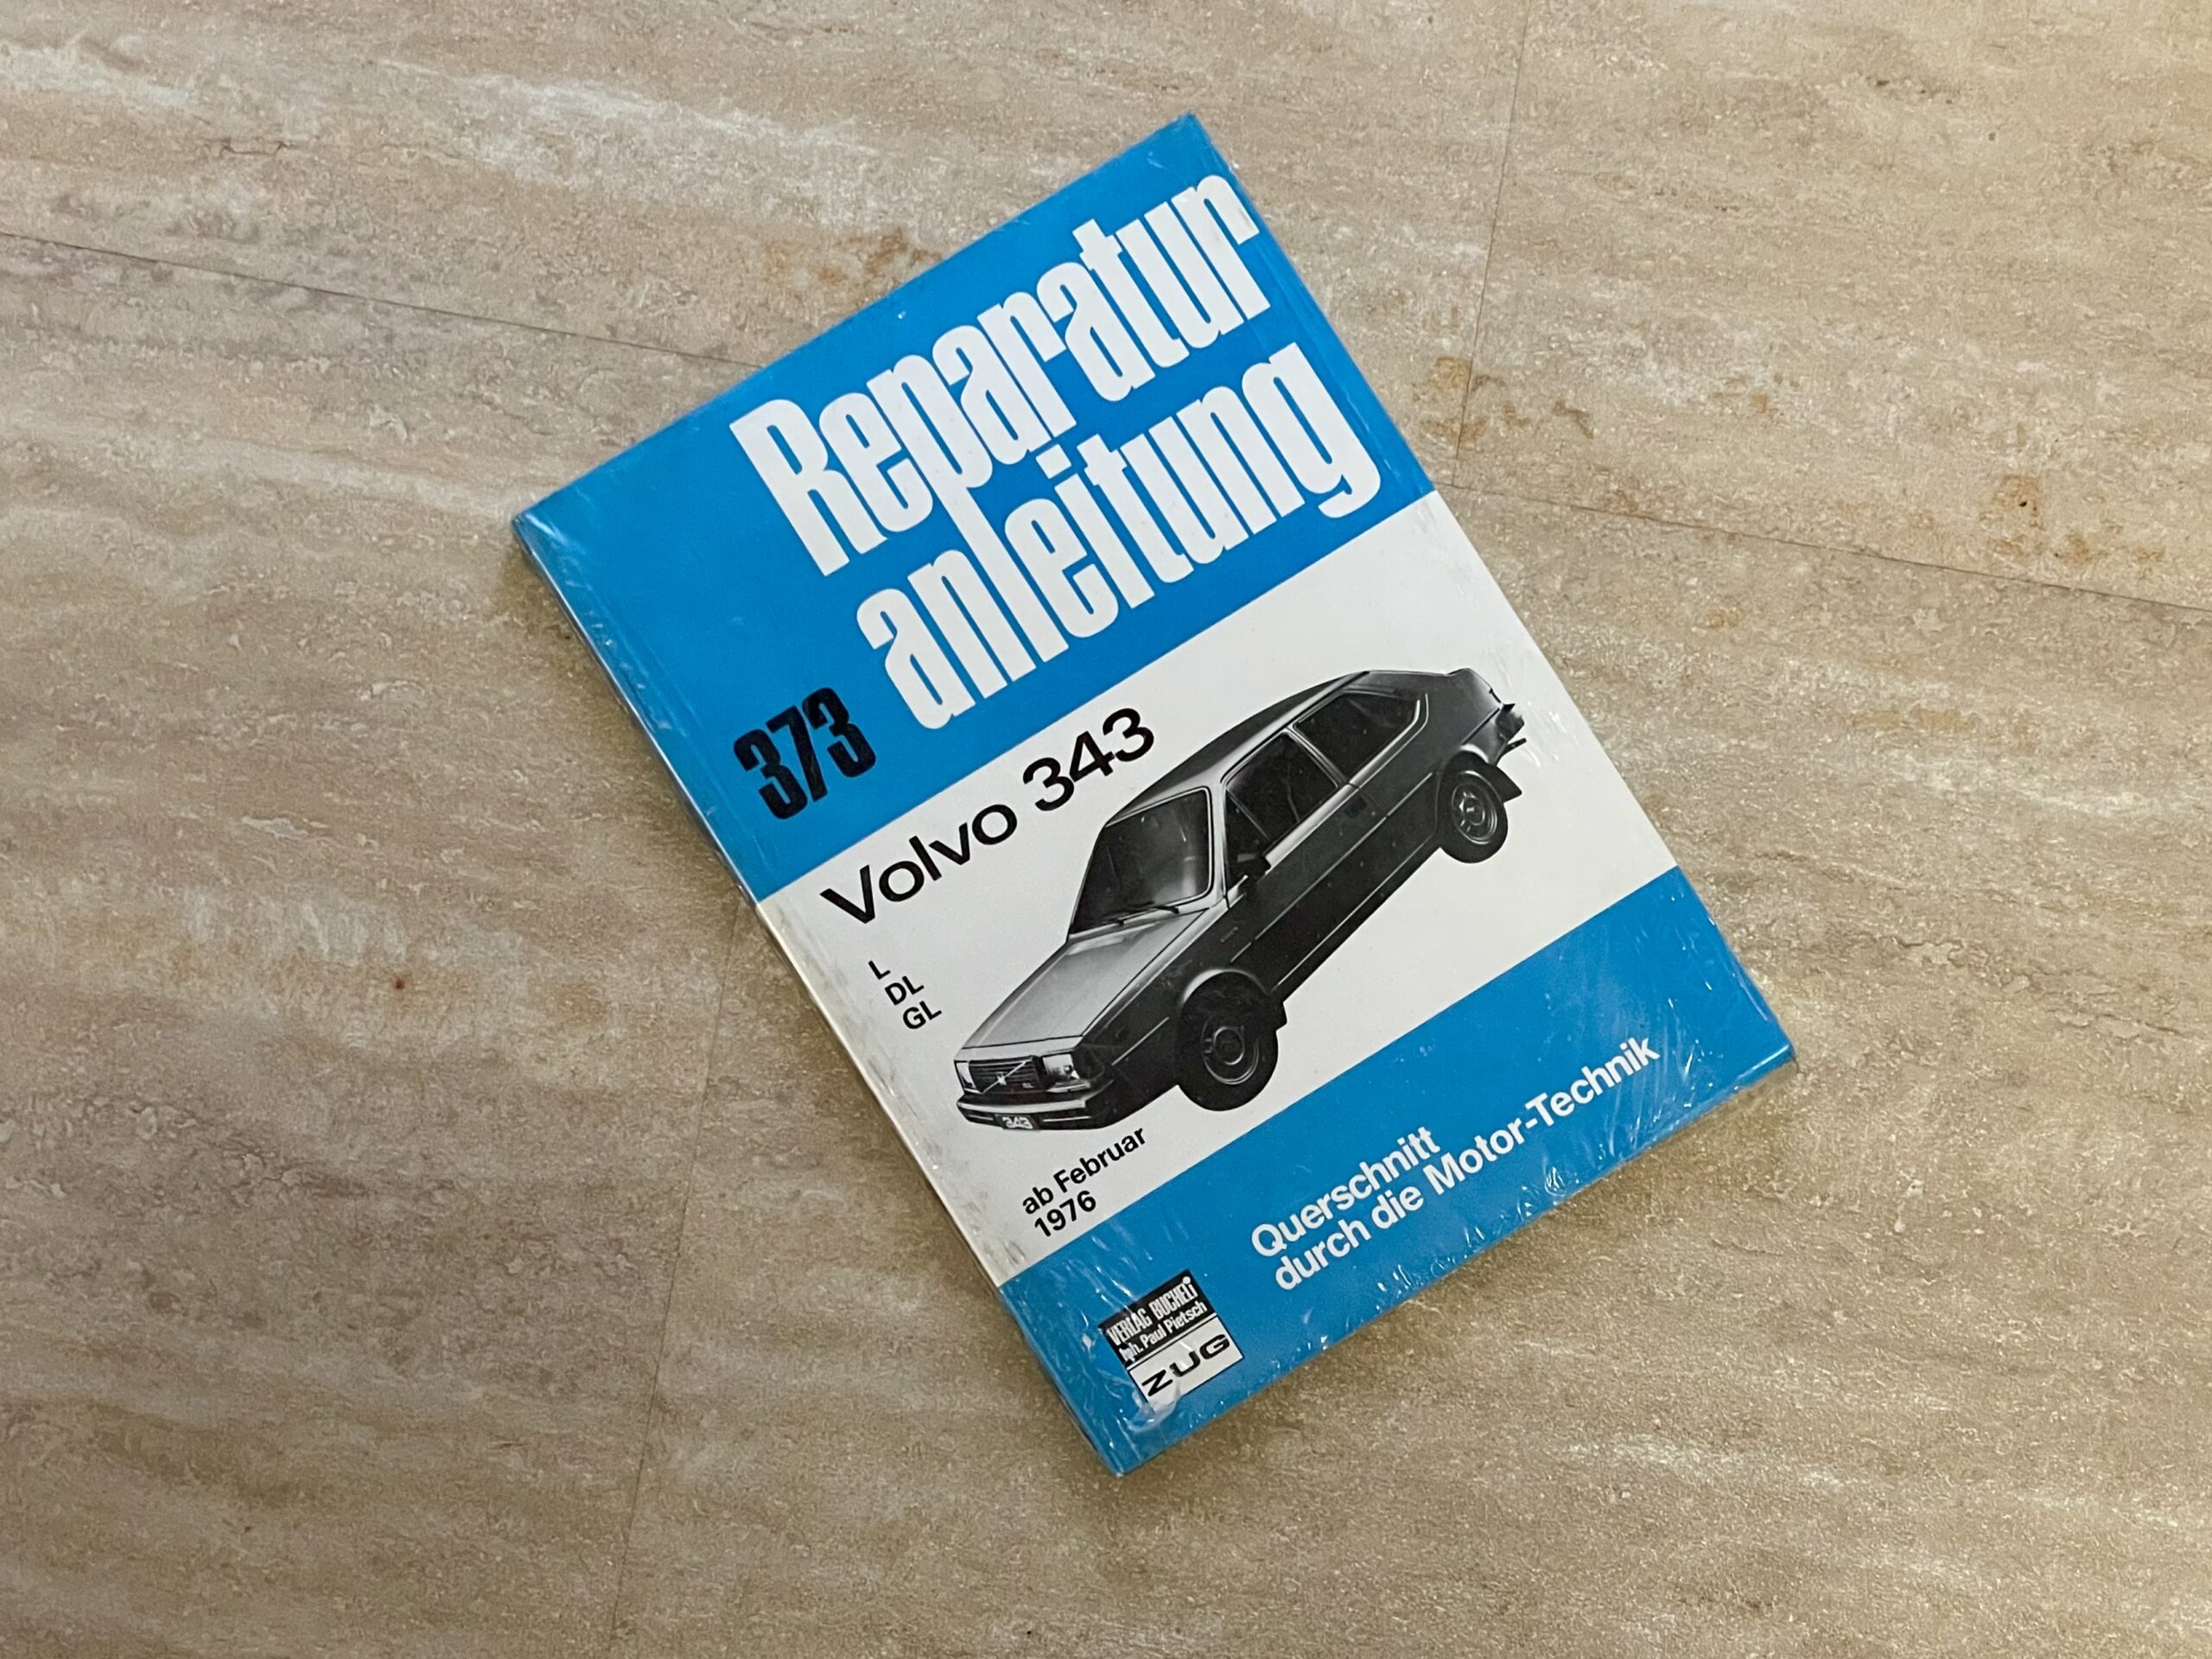 Reparatur
anleitung
373
Volvo 343
L
DL
GL
343
ab Februar
1976
Querschnitt
durch die Motor-Technik
VERLAG BUCHELI
Inh. Paul Pietsch
ZUG